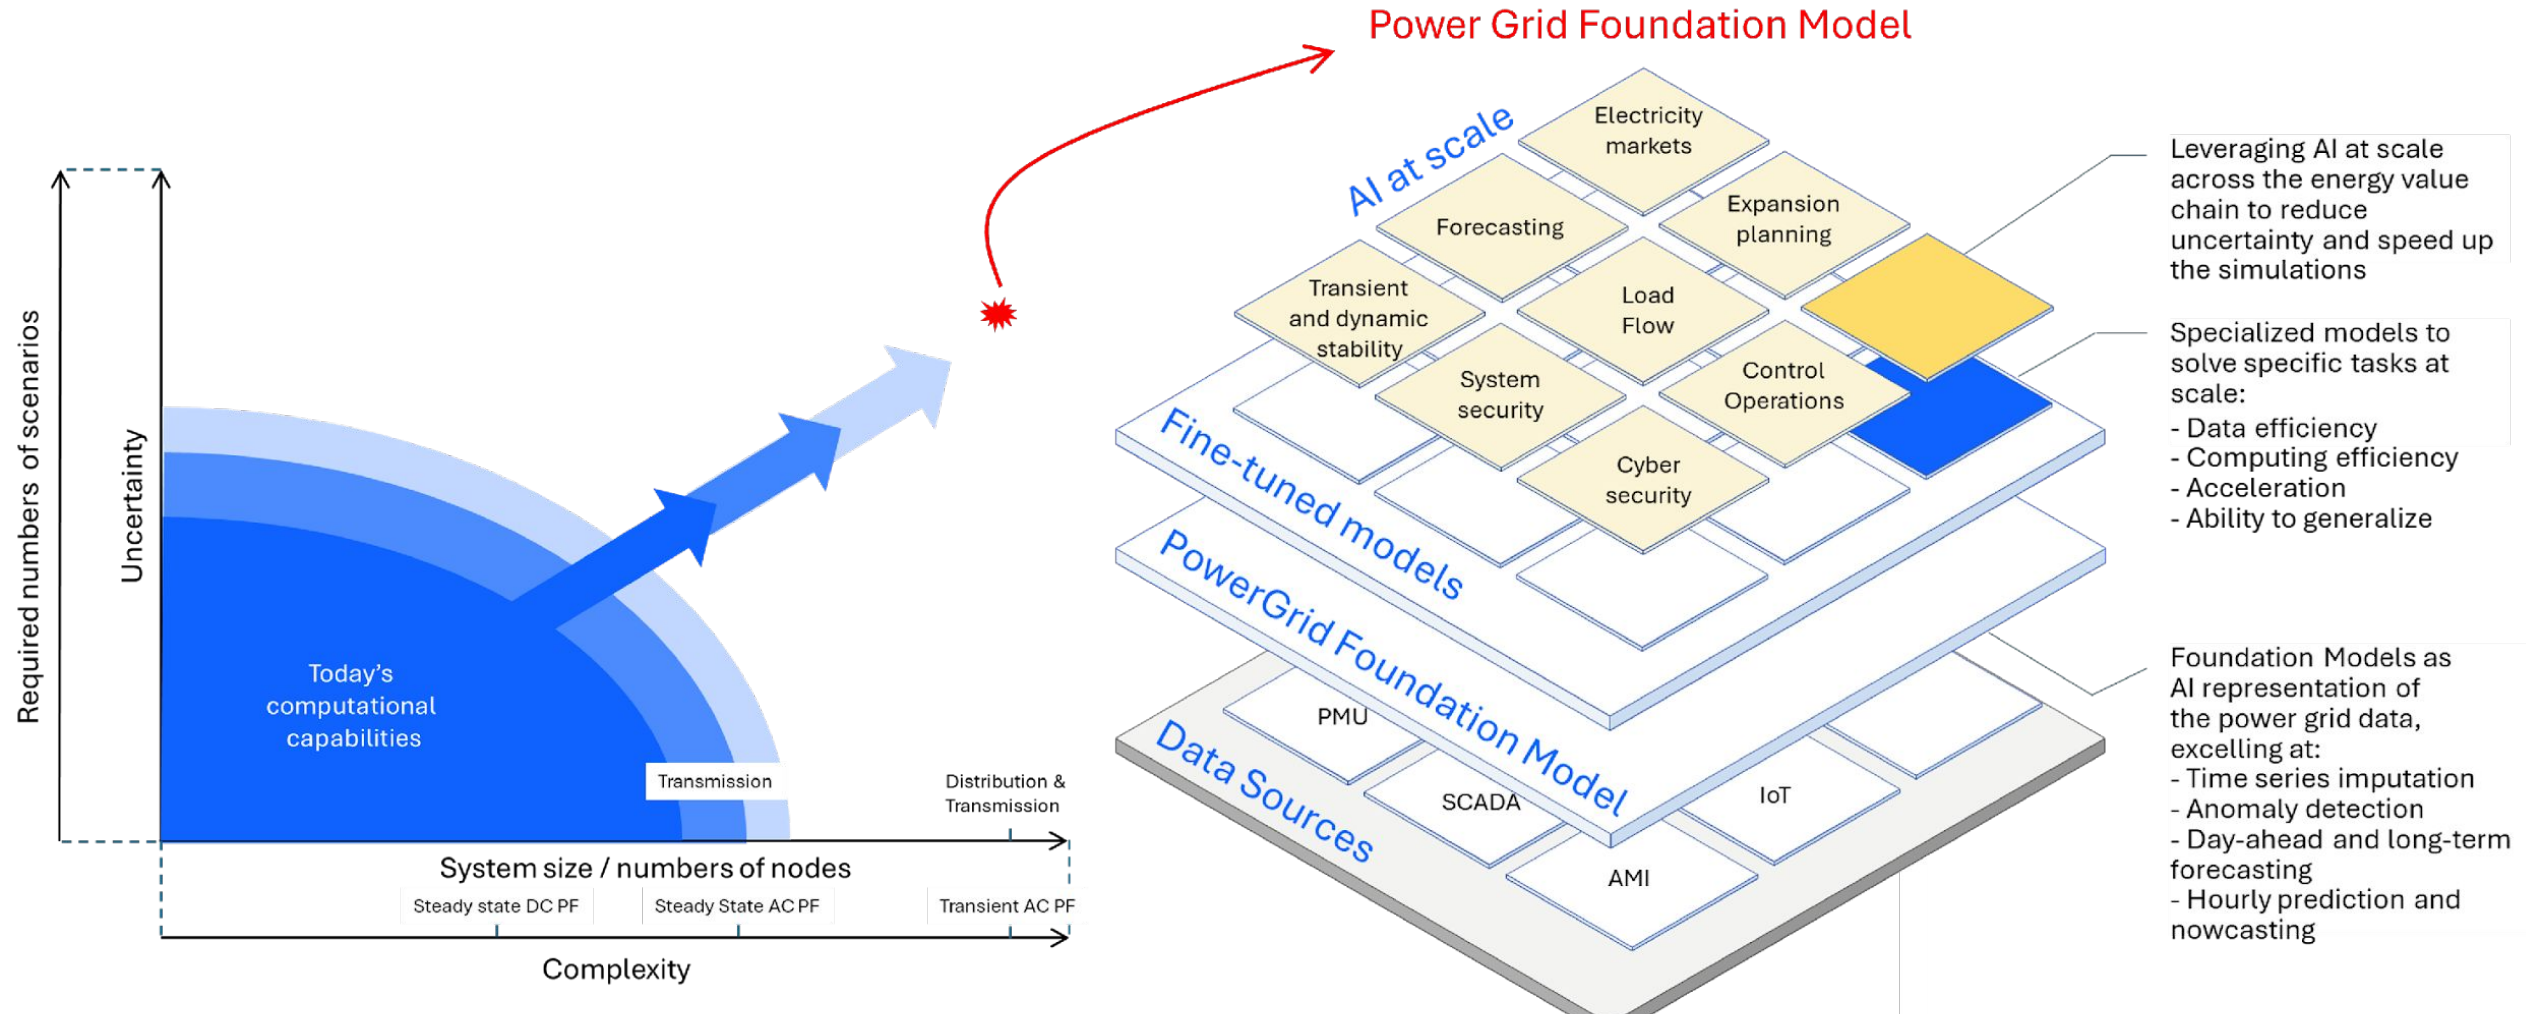 Power Grid Foundation Model
Required numbers of scenarios
Uncertainty
Today's
computational
capabilities
Transmission
Distribution &
Transmission
System size / numbers of nodes
Steady state DC PF
Steady State AC PF
Transient AC PF
Complexity
AI at scale
Electricity
markets
Forecasting
Expansion
planning
Transient
and dynamic
stability
Load
Flow
System
security
Control
Operations
Cyber
security
Fine-tuned models
PowerGrid Foundation Model
Data Sources
PMU
SCADA
IoT
AMI
Leveraging AI at scale
across the energy value
chain to reduce
uncertainty and speed up
the simulations
Specialized models to
solve specific tasks at
scale:
- Data efficiency
- Computing efficiency
- Acceleration
- Ability to generalize
Foundation Models as
AI representation of
the power grid data,
excelling at:
- Time series imputation
- Anomaly detection
- Day-ahead and long-term
forecasting
- Hourly prediction and
nowcasting